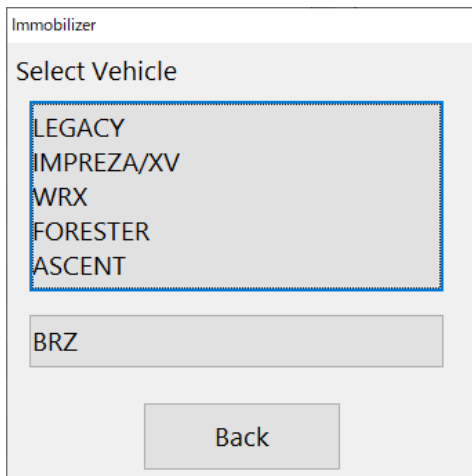 Immobilizer
Select Vehicle
LEGACY
IMPREZA/XV
WRX
FORESTER
ASCENT
BRZ
Back